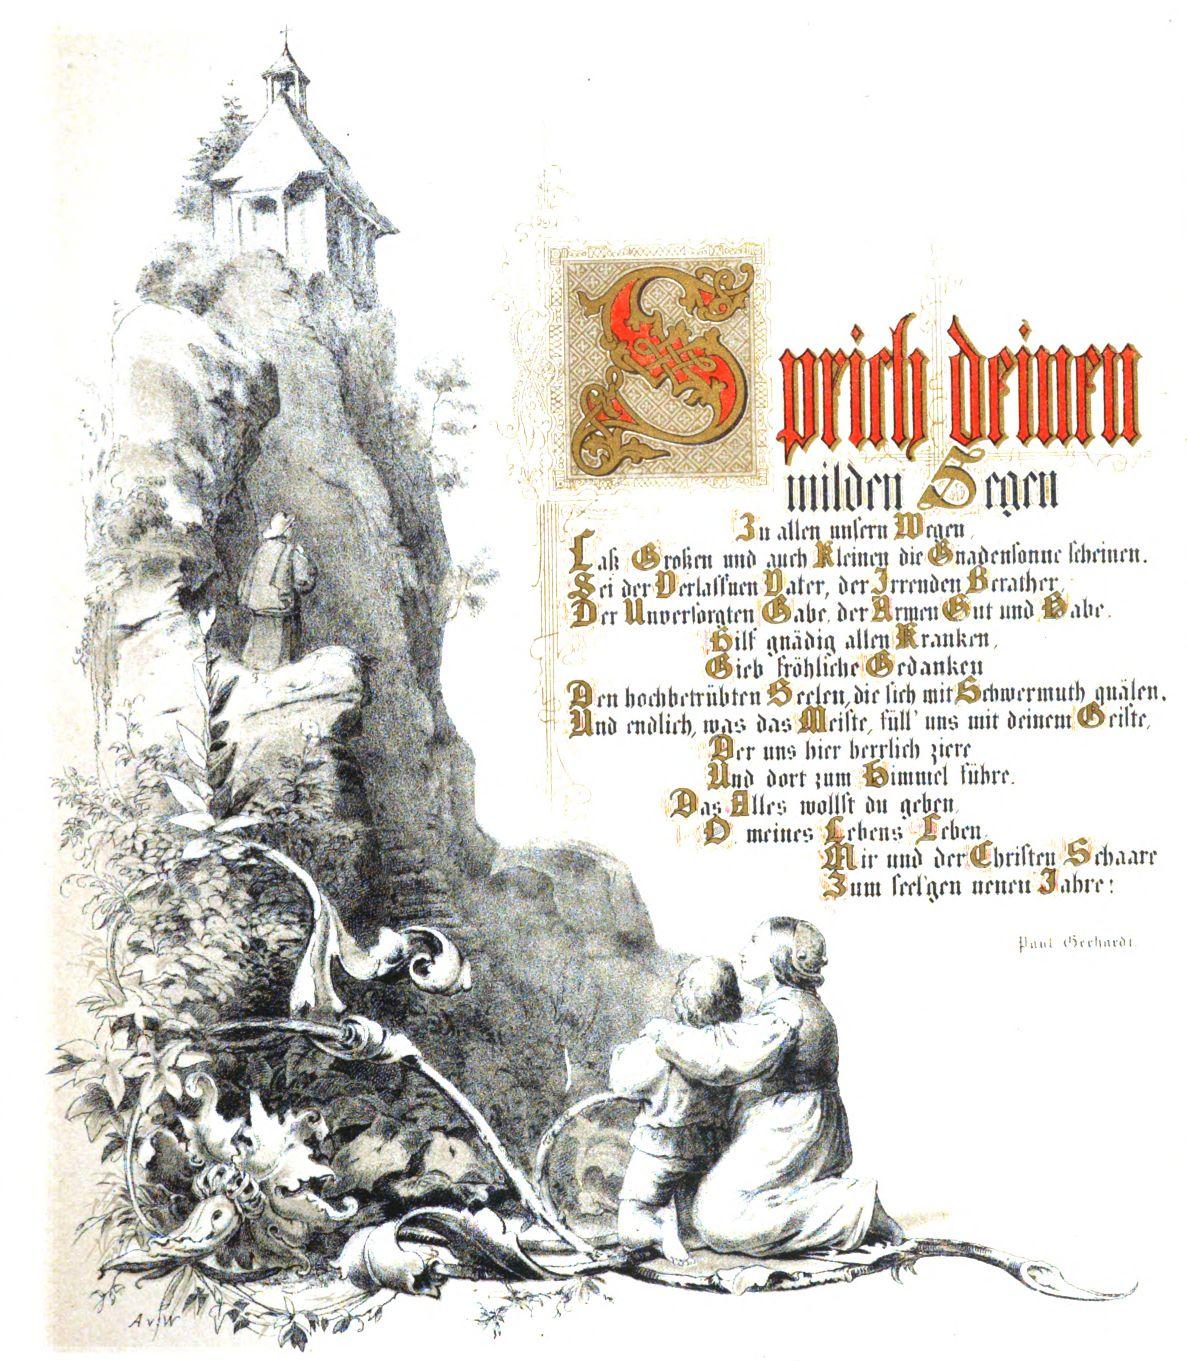 Sprich deinen
milden Segen
Zu allen unsern Wegen,
Laß Großen und auch Kleinen die Gnadensonne scheinen.
Sei der Verlaßnen Vater, der Irrenden Berather,
Der Unversorgten Gabe, der Armen Gut und Habe.
Hilf gnädig allen Kranken,
Gieb fröhliche Gedanken
Den hochbetrübten Seelen, die sich mit Schwermuth quälen.
Und endlich, was das Meiste, füll' uns mit deinem Geiste,
Der uns hier herrlich ziere
Und dort zum Himmel führe.
Das Alles wollst du geben,
O meines Lebens Leben,
Mir und der Christen Schaare
Zum seel'gen neuen Jahre!
Paul Gerhardt.
A v. W